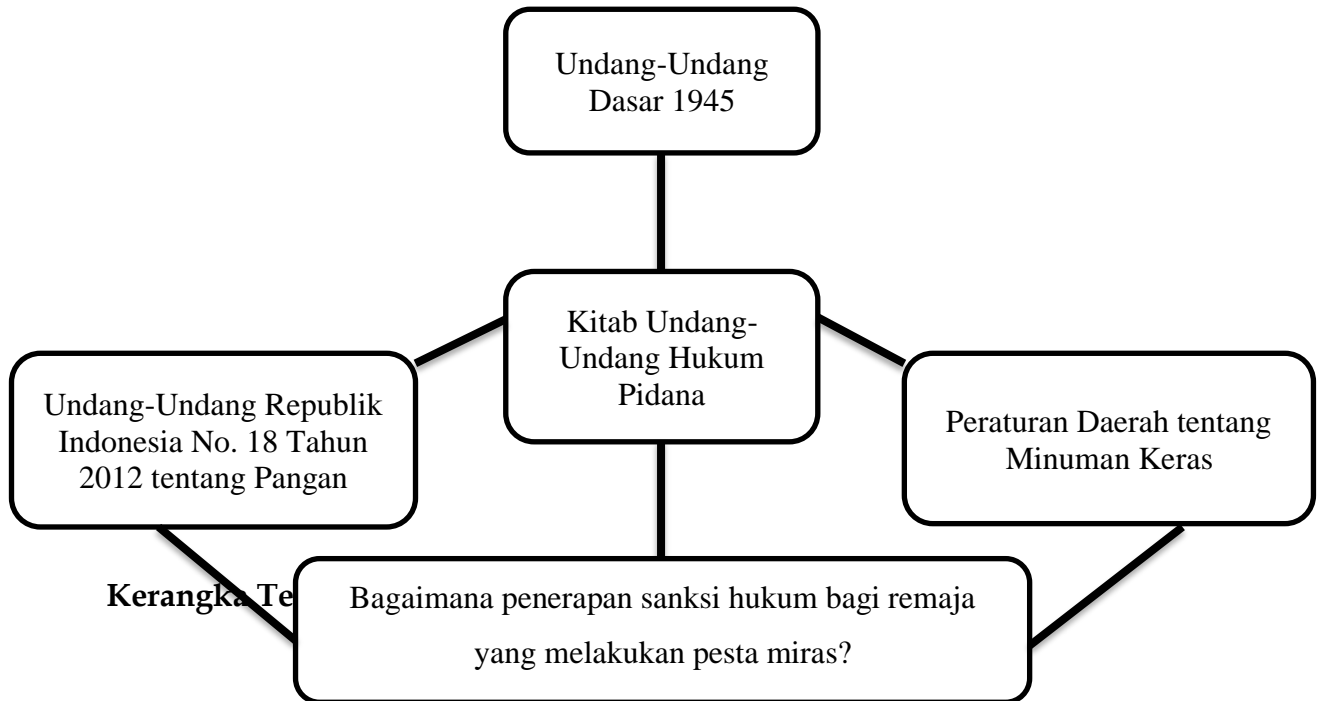 Undang-Undang
Dasar 1945
Kitab Undang-
Undang Hukum
Pidana
Undang-Undang Republik
Indonesia No. 18 Tahun
2012 tentang Pangan
Peraturan Daerah tentang
Minuman Keras
Kerangka
Bagaimana penerapan sanksi hukum bagi remaja
yang melakukan pesta miras?